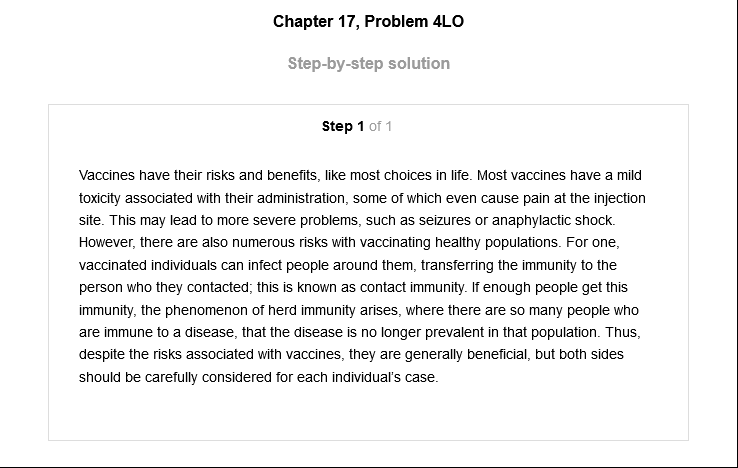 Chapter 17, Problem 4LO
Step-by-step solution
Step 1 of 1
Vaccines have their risks and benefits, like most choices in life. Most vaccines have a mild
toxicity associated with their administration, some of which even cause pain at the injection
site. This may lead to more severe problems, such as seizures or anaphylactic shock.
However, there are also numerous risks with vaccinating healthy populations. For one,
vaccinated individuals can infect people around them, transferring the immunity to the
person who they contacted; this is known as contact immunity. If enough people get this
immunity, the phenomenon of herd immunity arises, where there are so many people who
are immune to a disease, that the disease is no longer prevalent in that population. Thus,
despite the risks associated with vaccines, they are generally beneficial, but both sides
should be carefully considered for each individual's case.